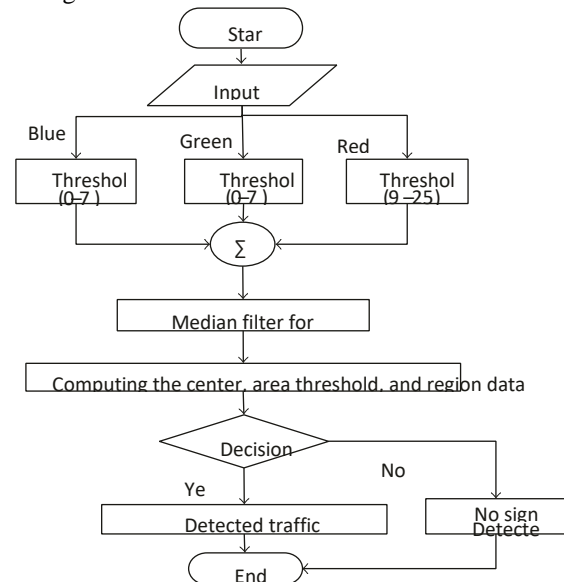 Star
Input
Blue
Green
Red
Threshol
(0–7 )
Threshol
(0–7 )
Threshol
(9 –25)
∑
Median filter for
Computing the center, area threshold, and region data
Decision
No
Ye
Detected traffic
No sign
Detecte
End